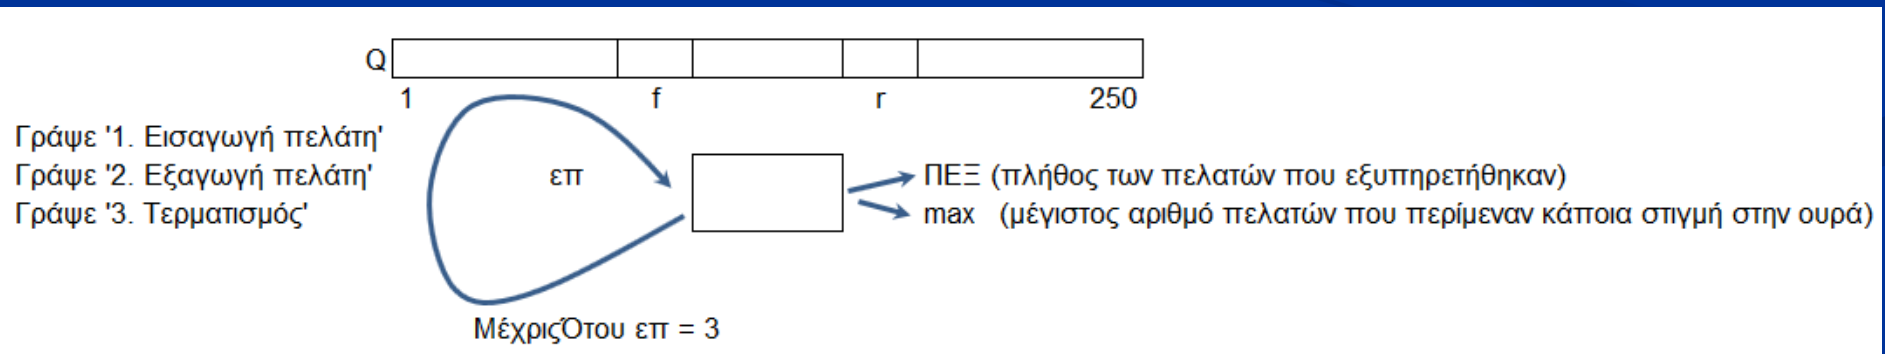 Q
1 f r 250
Γράψε '1. Εισαγωγή πελάτη'
Γράψε '2. Εξαγωγή πελάτη' επ ΠΕΞ (πλήθος των πελατών που εξυπηρετήθηκαν)
Γράψε '3. Τερματισμός' max (μέγιστος αριθμό πελατών που περίμεναν κάποια στιγμή στην ουρά)
ΜέχριςΌτου επ = 3